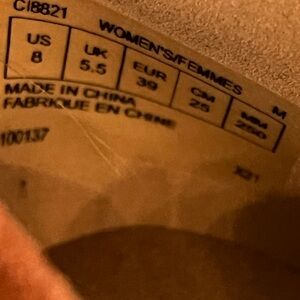 CI8821
WOMEN'S/FEMMES M
US UK EUR CM MM
8 5.5 39 25 250
MADE IN CHINA
FABRIQUE EN CHINE
100137 X21